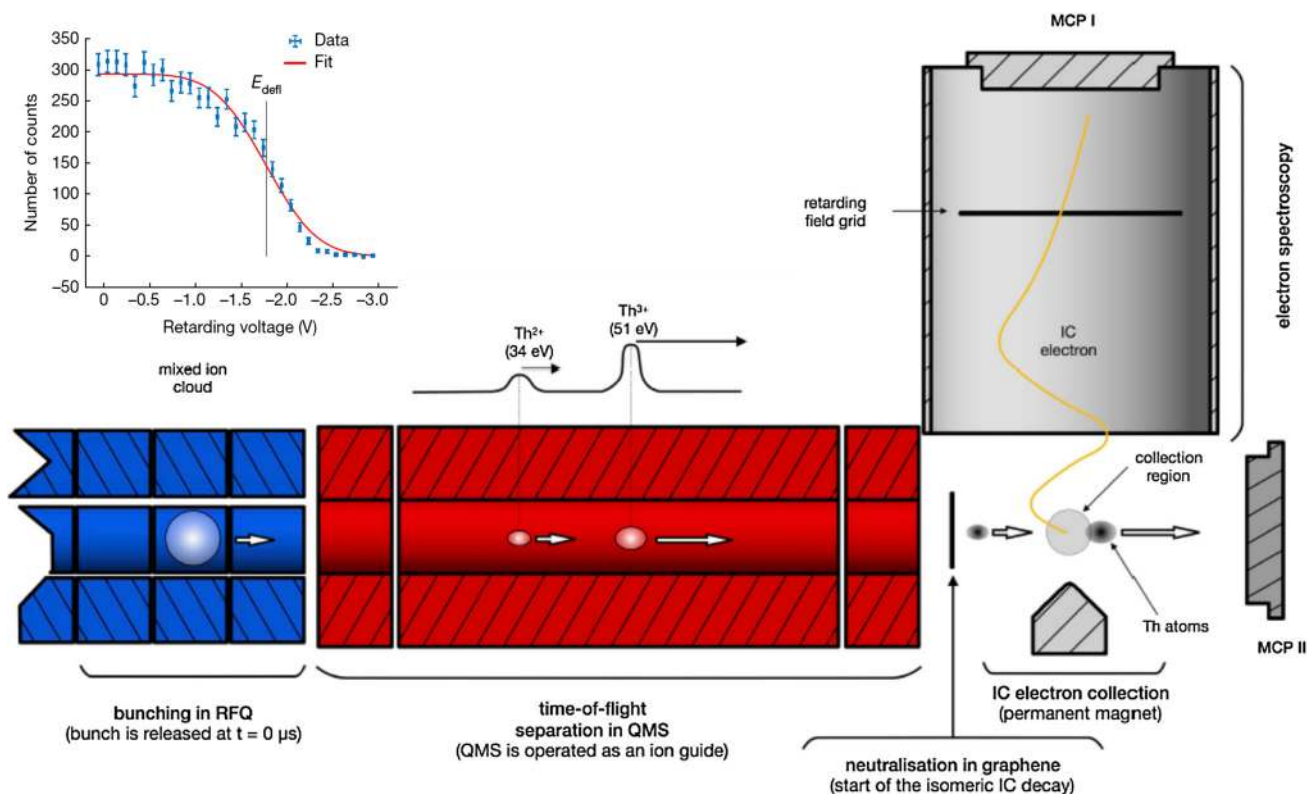 MCP I
350
300
250
200
150
100
50
0
−50
Number of counts
Data
Fit
E_defl
0
−0.5
−1.0
−1.5
−2.0
−2.5
−3.0
Retarding voltage (V)
retarding
field grid
IC
electron
electron spectroscopy
mixed ion
cloud
Th²⁺
(34 eV)
Th³⁺
(51 eV)
collection
region
Th atoms
MCP II
bunching in RFQ
(bunch is released at t = 0 µs)
time-of-flight
separation in QMS
(QMS is operated as an ion guide)
IC electron collection
(permanent magnet)
neutralisation in graphene
(start of the isomeric IC decay)